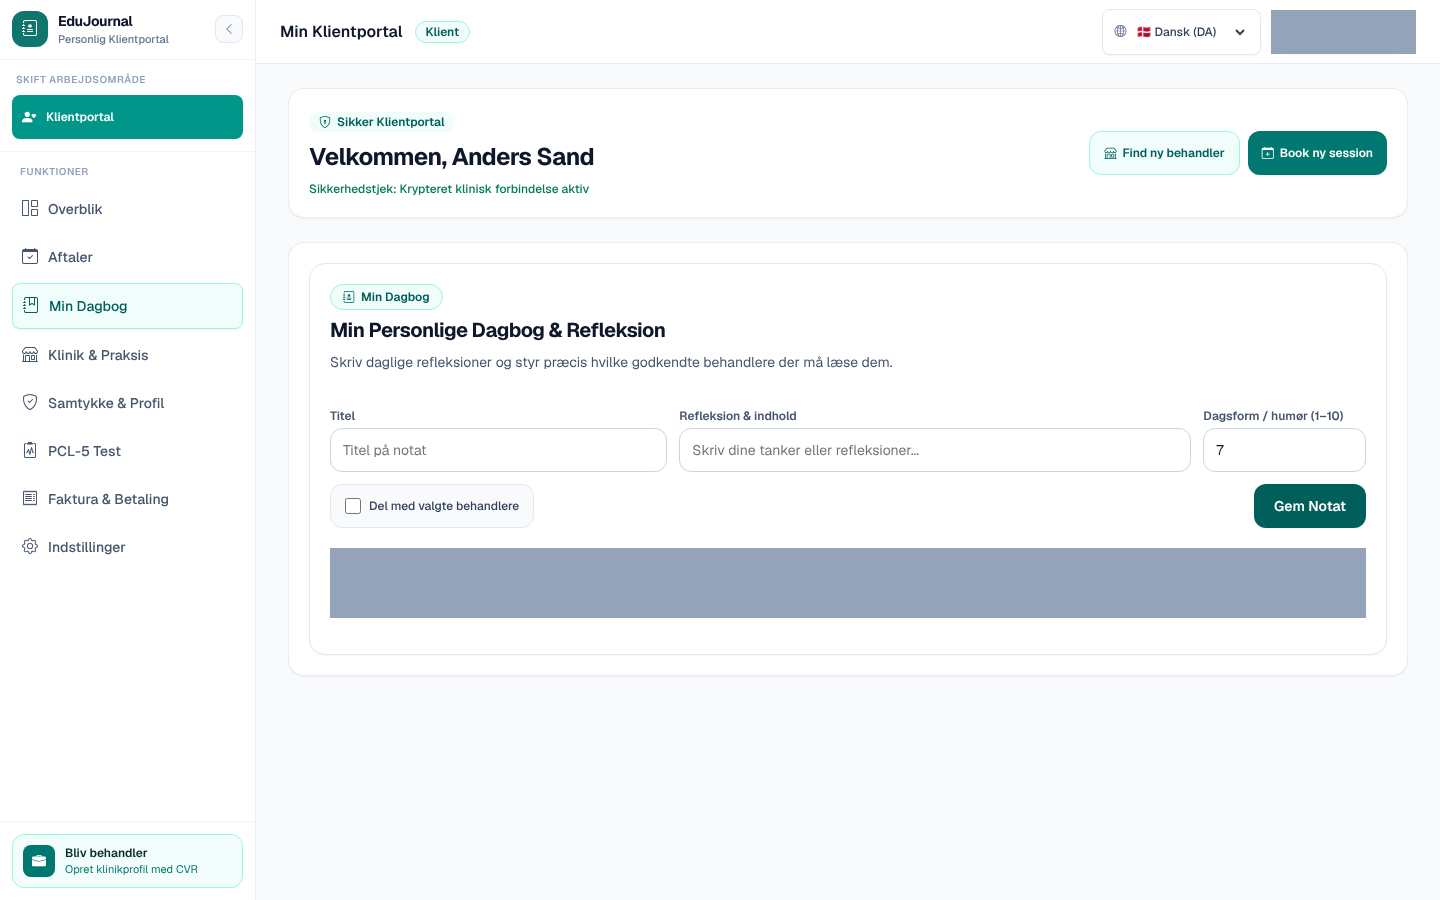 EduJournal
Personlig Klientportal
SKIFT ARBEJDSOMRÅDE
Klientportal
FUNKTIONER
Overblik
Aftaler
Min Dagbog
Klinik & Praksis
Samtykke & Profil
PCL-5 Test
Faktura & Betaling
Indstillinger
Bliv behandler
Opret klinikprofil med CVR
Min Klientportal
Klient
🇩🇰 Dansk (DA)
Sikker Klientportal
Velkommen, Anders Sand
Sikkerhedstjek: Krypteret klinisk forbindelse aktiv
Find ny behandler
Book ny session
Min Dagbog
Min Personlige Dagbog & Refleksion
Skriv daglige refleksioner og styr præcis hvilke godkendte behandlere der må læse dem.
Titel
Titel på notat
Refleksion & indhold
Skriv dine tanker eller refleksioner...
Dagsform / humør (1–10)
7
Del med valgte behandlere
Gem Notat